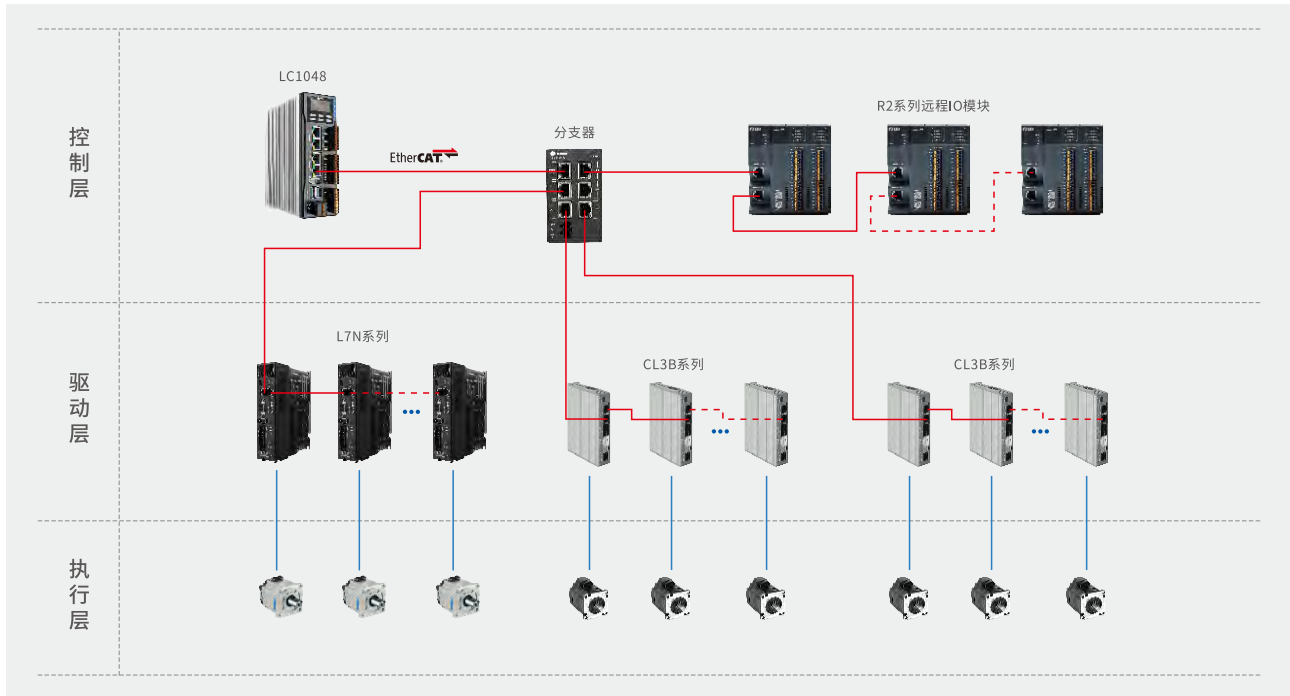 控制层
LC1048
EtherCAT
分支器
R2系列远程IO模块
驱动层
L7N系列
CL3B系列
CL3B系列
执行层